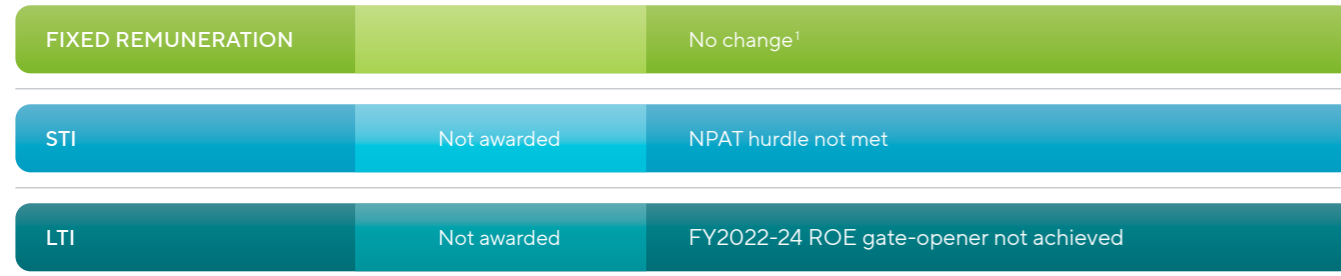 FIXED REMUNERATION No change¹
STI Not awarded NPAT hurdle not met
LTI Not awarded FY2022-24 ROE gate-opener not achieved